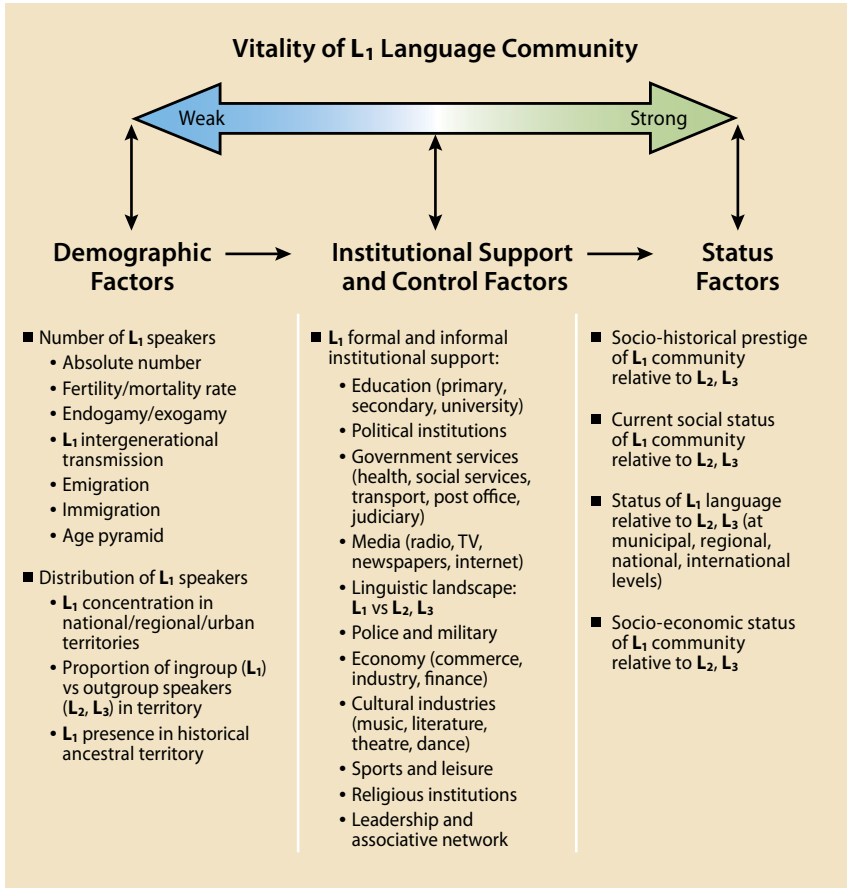 Vitality of L₁ Language Community
Weak
Strong
Demographic
Factors
Institutional Support
and Control Factors
Status
Factors
■ Number of L₁ speakers
• Absolute number
• Fertility/mortality rate
• Endogamy/exogamy
• L₁ intergenerational
transmission
• Emigration
• Immigration
• Age pyramid
■ Distribution of L₁ speakers
• L₁ concentration in
national/regional/urban
territories
• Proportion of ingroup (L₁)
vs outgroup speakers
(L₂, L₃) in territory
• L₁ presence in historical
ancestral territory
■ L₁ formal and informal
institutional support:
• Education (primary,
secondary, university)
• Political institutions
• Government services
(health, social services,
transport, post office,
judiciary)
• Media (radio, TV,
newspapers, internet)
• Linguistic landscape:
L₁ vs L₂, L₃
• Police and military
• Economy (commerce,
industry, finance)
• Cultural industries
(music, literature,
theatre, dance)
• Sports and leisure
• Religious institutions
• Leadership and
associative network
■ Socio-historical prestige
of L₁ community
relative to L₂, L₃
■ Current social status
of L₁ community
relative to L₂, L₃
■ Status of L₁ language
relative to L₂, L₃ (at
municipal, regional,
national, international
levels)
■ Socio-economic status
of L₁ community
relative to L₂, L₃